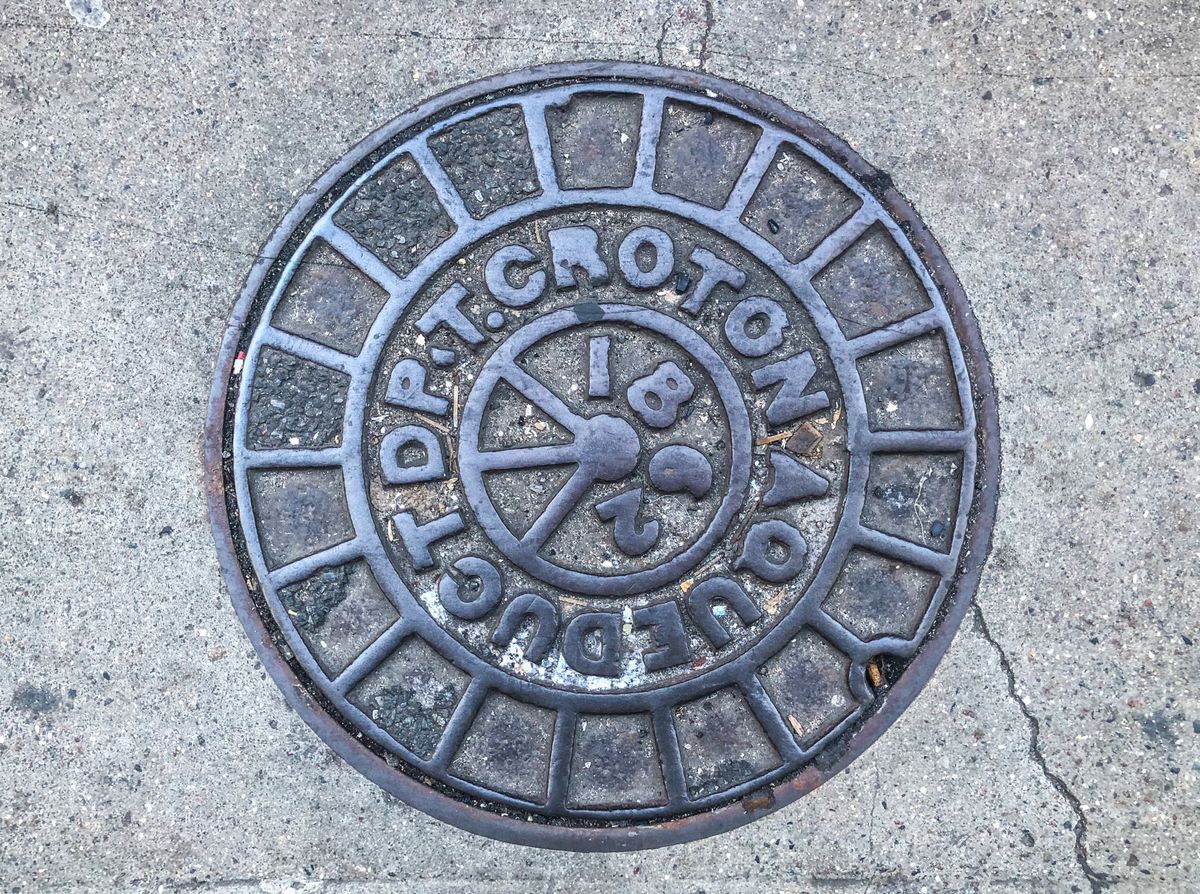 CROTON AQUEDUCT DP.T.
1862